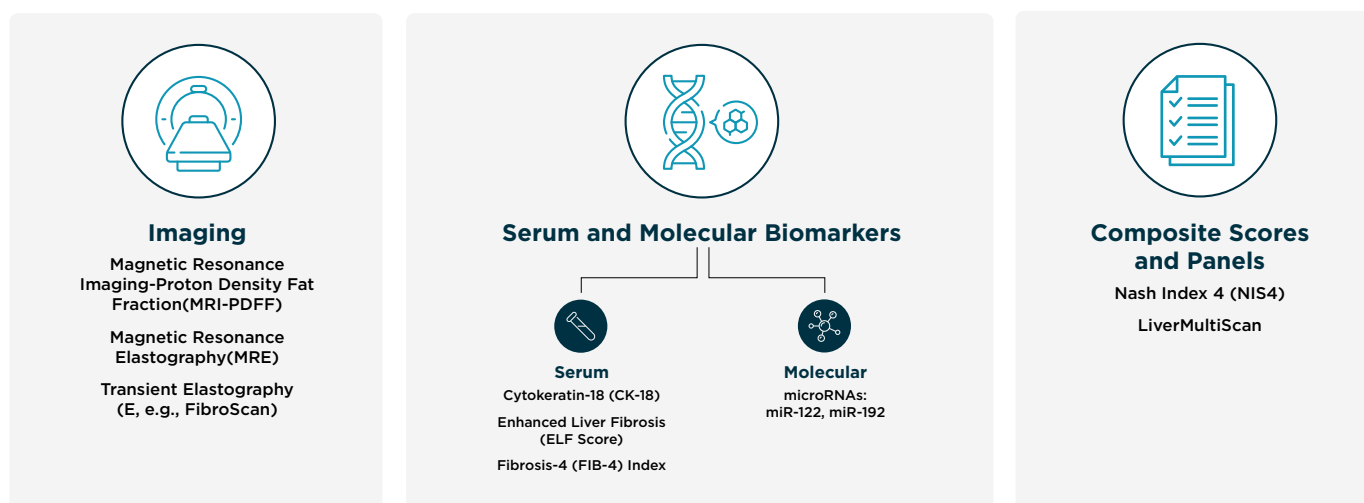 Imaging
Magnetic Resonance
Imaging-Proton Density Fat
Fraction(MRI-PDFF)
Magnetic Resonance
Elastography(MRE)
Transient Elastography
(E, e.g., FibroScan)
Serum and Molecular Biomarkers
Serum
Cytokeratin-18 (CK-18)
Enhanced Liver Fibrosis
(ELF Score)
Fibrosis-4 (FIB-4) Index
Molecular
microRNAs:
miR-122, miR-192
Composite Scores
and Panels
Nash Index 4 (NIS4)
LiverMultiScan